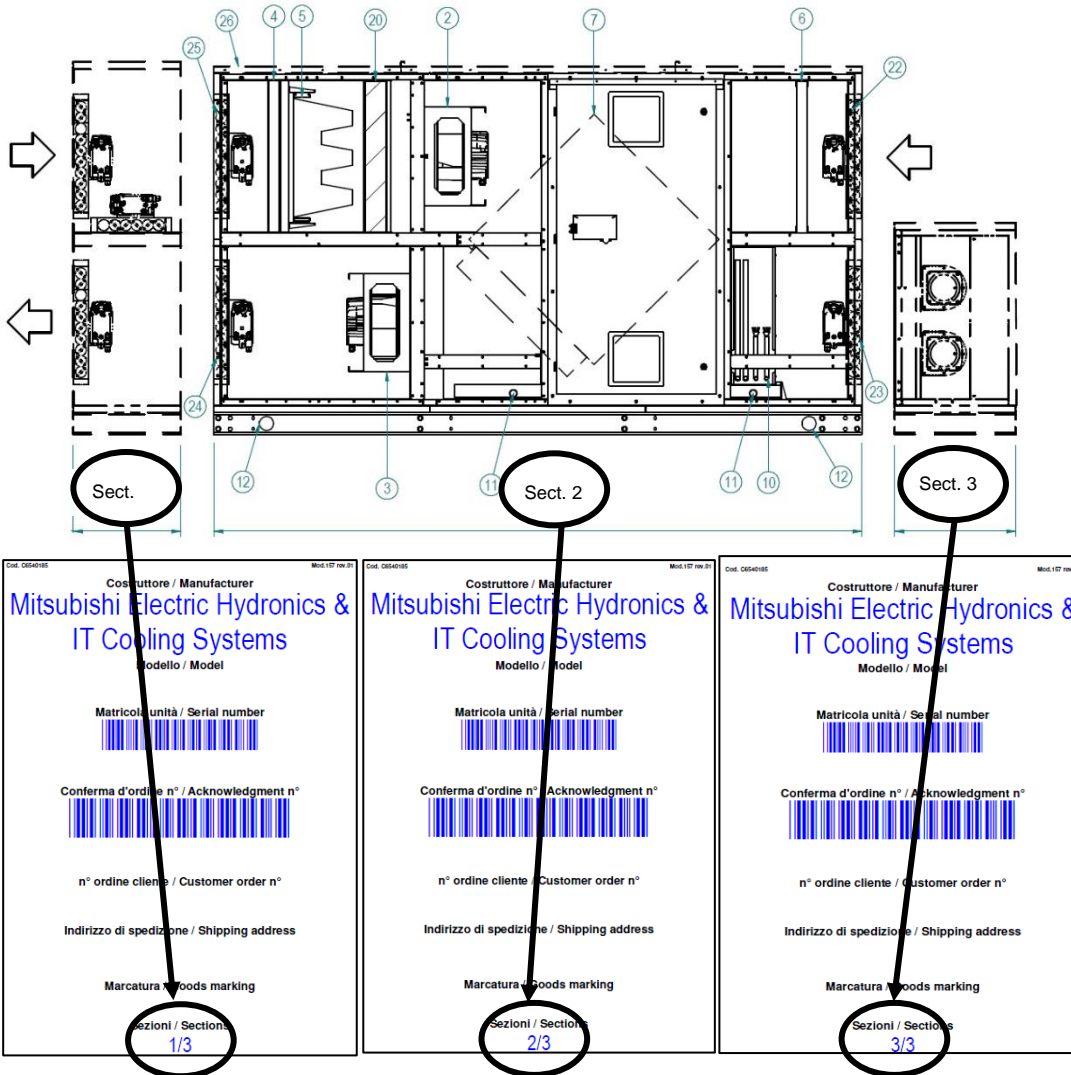 26
4
5
20
2
7
6
25
22
24
23
12
3
11
11
10
12
Sect.
Sect. 2
Sect. 3
Cod. C6540185 Mod.157 rev.01
Costruttore / Manufacturer
Mitsubishi Electric Hydronics &
IT Cooling Systems
Modello / Model
Matricola unità / Serial number
Conferma d'ordine n° / Acknowledgment n°
n° ordine cliente / Customer order n°
Indirizzo di spedizione / Shipping address
Marcatura / Goods marking
Sezioni / Sections
1/3
Cod. C6540185 Mod.157 rev.01
Costruttore / Manufacturer
Mitsubishi Electric Hydronics &
IT Cooling Systems
Modello / Model
Matricola unità / Serial number
Conferma d'ordine n° / Acknowledgment n°
n° ordine cliente / Customer order n°
Indirizzo di spedizione / Shipping address
Marcatura / Goods marking
Sezioni / Sections
2/3
Cod. C6540185 Mod.157 rev
Costruttore / Manufacturer
Mitsubishi Electric Hydronics &
IT Cooling Systems
Modello / Model
Matricola unità / Serial number
Conferma d'ordine n° / Acknowledgment n°
n° ordine cliente / Customer order n°
Indirizzo di spedizione / Shipping address
Marcatura / Goods marking
Sezioni / Sections
3/3